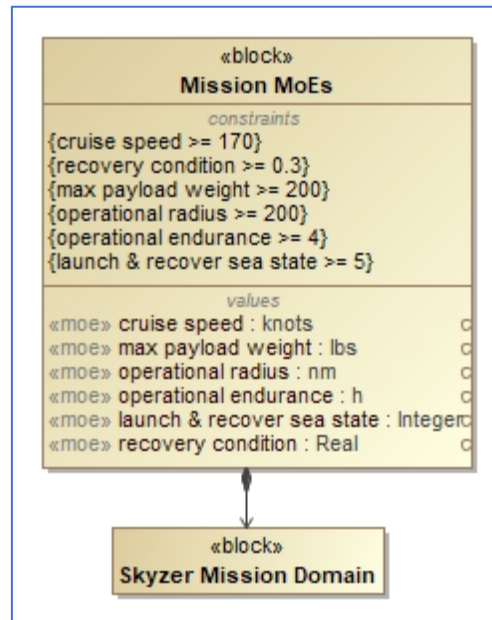 «block»
Mission MoEs
constraints
{cruise speed >= 170}
{recovery condition >= 0.3}
{max payload weight >= 200}
{operational radius >= 200}
{operational endurance >= 4}
{launch & recover sea state >= 5}
values
«moe» cruise speed : knots c
«moe» max payload weight : lbs c
«moe» operational radius : nm c
«moe» operational endurance : h c
«moe» launch & recover sea state : Integer c
«moe» recovery condition : Real c
«block»
Skyzer Mission Domain